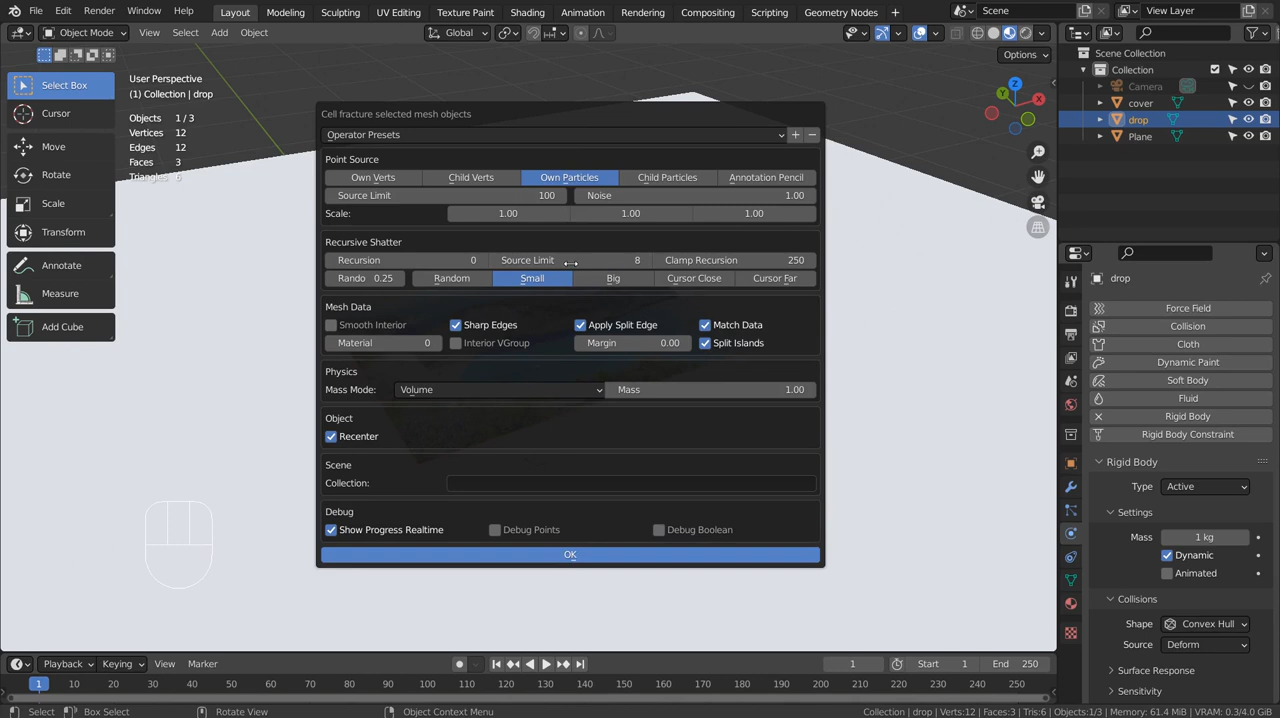 File Edit Render Window Help Layout Modeling Sculpting UV Editing Texture Paint Shading Animation Rendering Compositing Scripting Geometry Nodes Scene View Layer
Object Mode View Select Add Object Global
Options
Select Box
Cursor
Move
Rotate
Scale
Transform
Annotate
Measure
Add Cube
User Perspective
(1) Collection | drop
Objects 1 / 3
Vertices 12
Edges 12
Faces 3
Triangles 6
Cell fracture selected mesh objects
Operator Presets
Point Source
Own Verts Child Verts Own Particles Child Particles Annotation Pencil
Source Limit 100 Noise 1.00
Scale: 1.00 1.00 1.00
Recursive Shatter
Recursion 0 Source Limit 8 Clamp Recursion 250
Rando 0.25 Random Small Big Cursor Close Cursor Far
Mesh Data
Smooth Interior Sharp Edges Apply Split Edge Match Data
Material 0 Interior VGroup Margin 0.00 Split Islands
Physics
Mass Mode: Volume Mass 1.00
Object
Recenter
Scene
Collection:
Debug
Show Progress Realtime Debug Points Debug Boolean
OK
X
Y
Z
Scene Collection
Collection
Camera
cover
drop
Plane
drop
Force Field
Collision
Cloth
Dynamic Paint
Soft Body
Fluid
Rigid Body
Rigid Body Constraint
Rigid Body
Type Active
Settings
Mass 1 kg
Dynamic
Animated
Collisions
Shape Convex Hull
Source Deform
Surface Response
Sensitivity
Playback Keying View Marker 1 Start 1 End 250
1 10 20 30 40 50 60 70 80 90 100 110 120 130 140 150 160 170 180 190 200 210 220 230 240 250
Select Box Select Rotate View Object Context Menu Collection | drop | Verts:12 | Faces:3 | Tris:6 | Objects:1/3 | Memory: 61.4 MiB | VRAM: 0.3/4.0 GiB